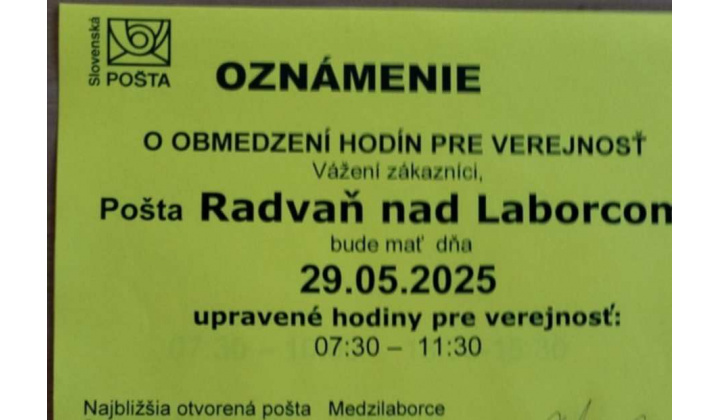 Slovenská
POŠTA
OZNÁMENIE
O OBMEDZENÍ HODÍN PRE VEREJNOSŤ
Vážení zákazníci,
Pošta Radvaň nad Laborcom
bude mať dňa
29.05.2025
upravené hodiny pre verejnosť:
07:30 – 11:30
Najbližšia otvorená pošta Medzilaborce